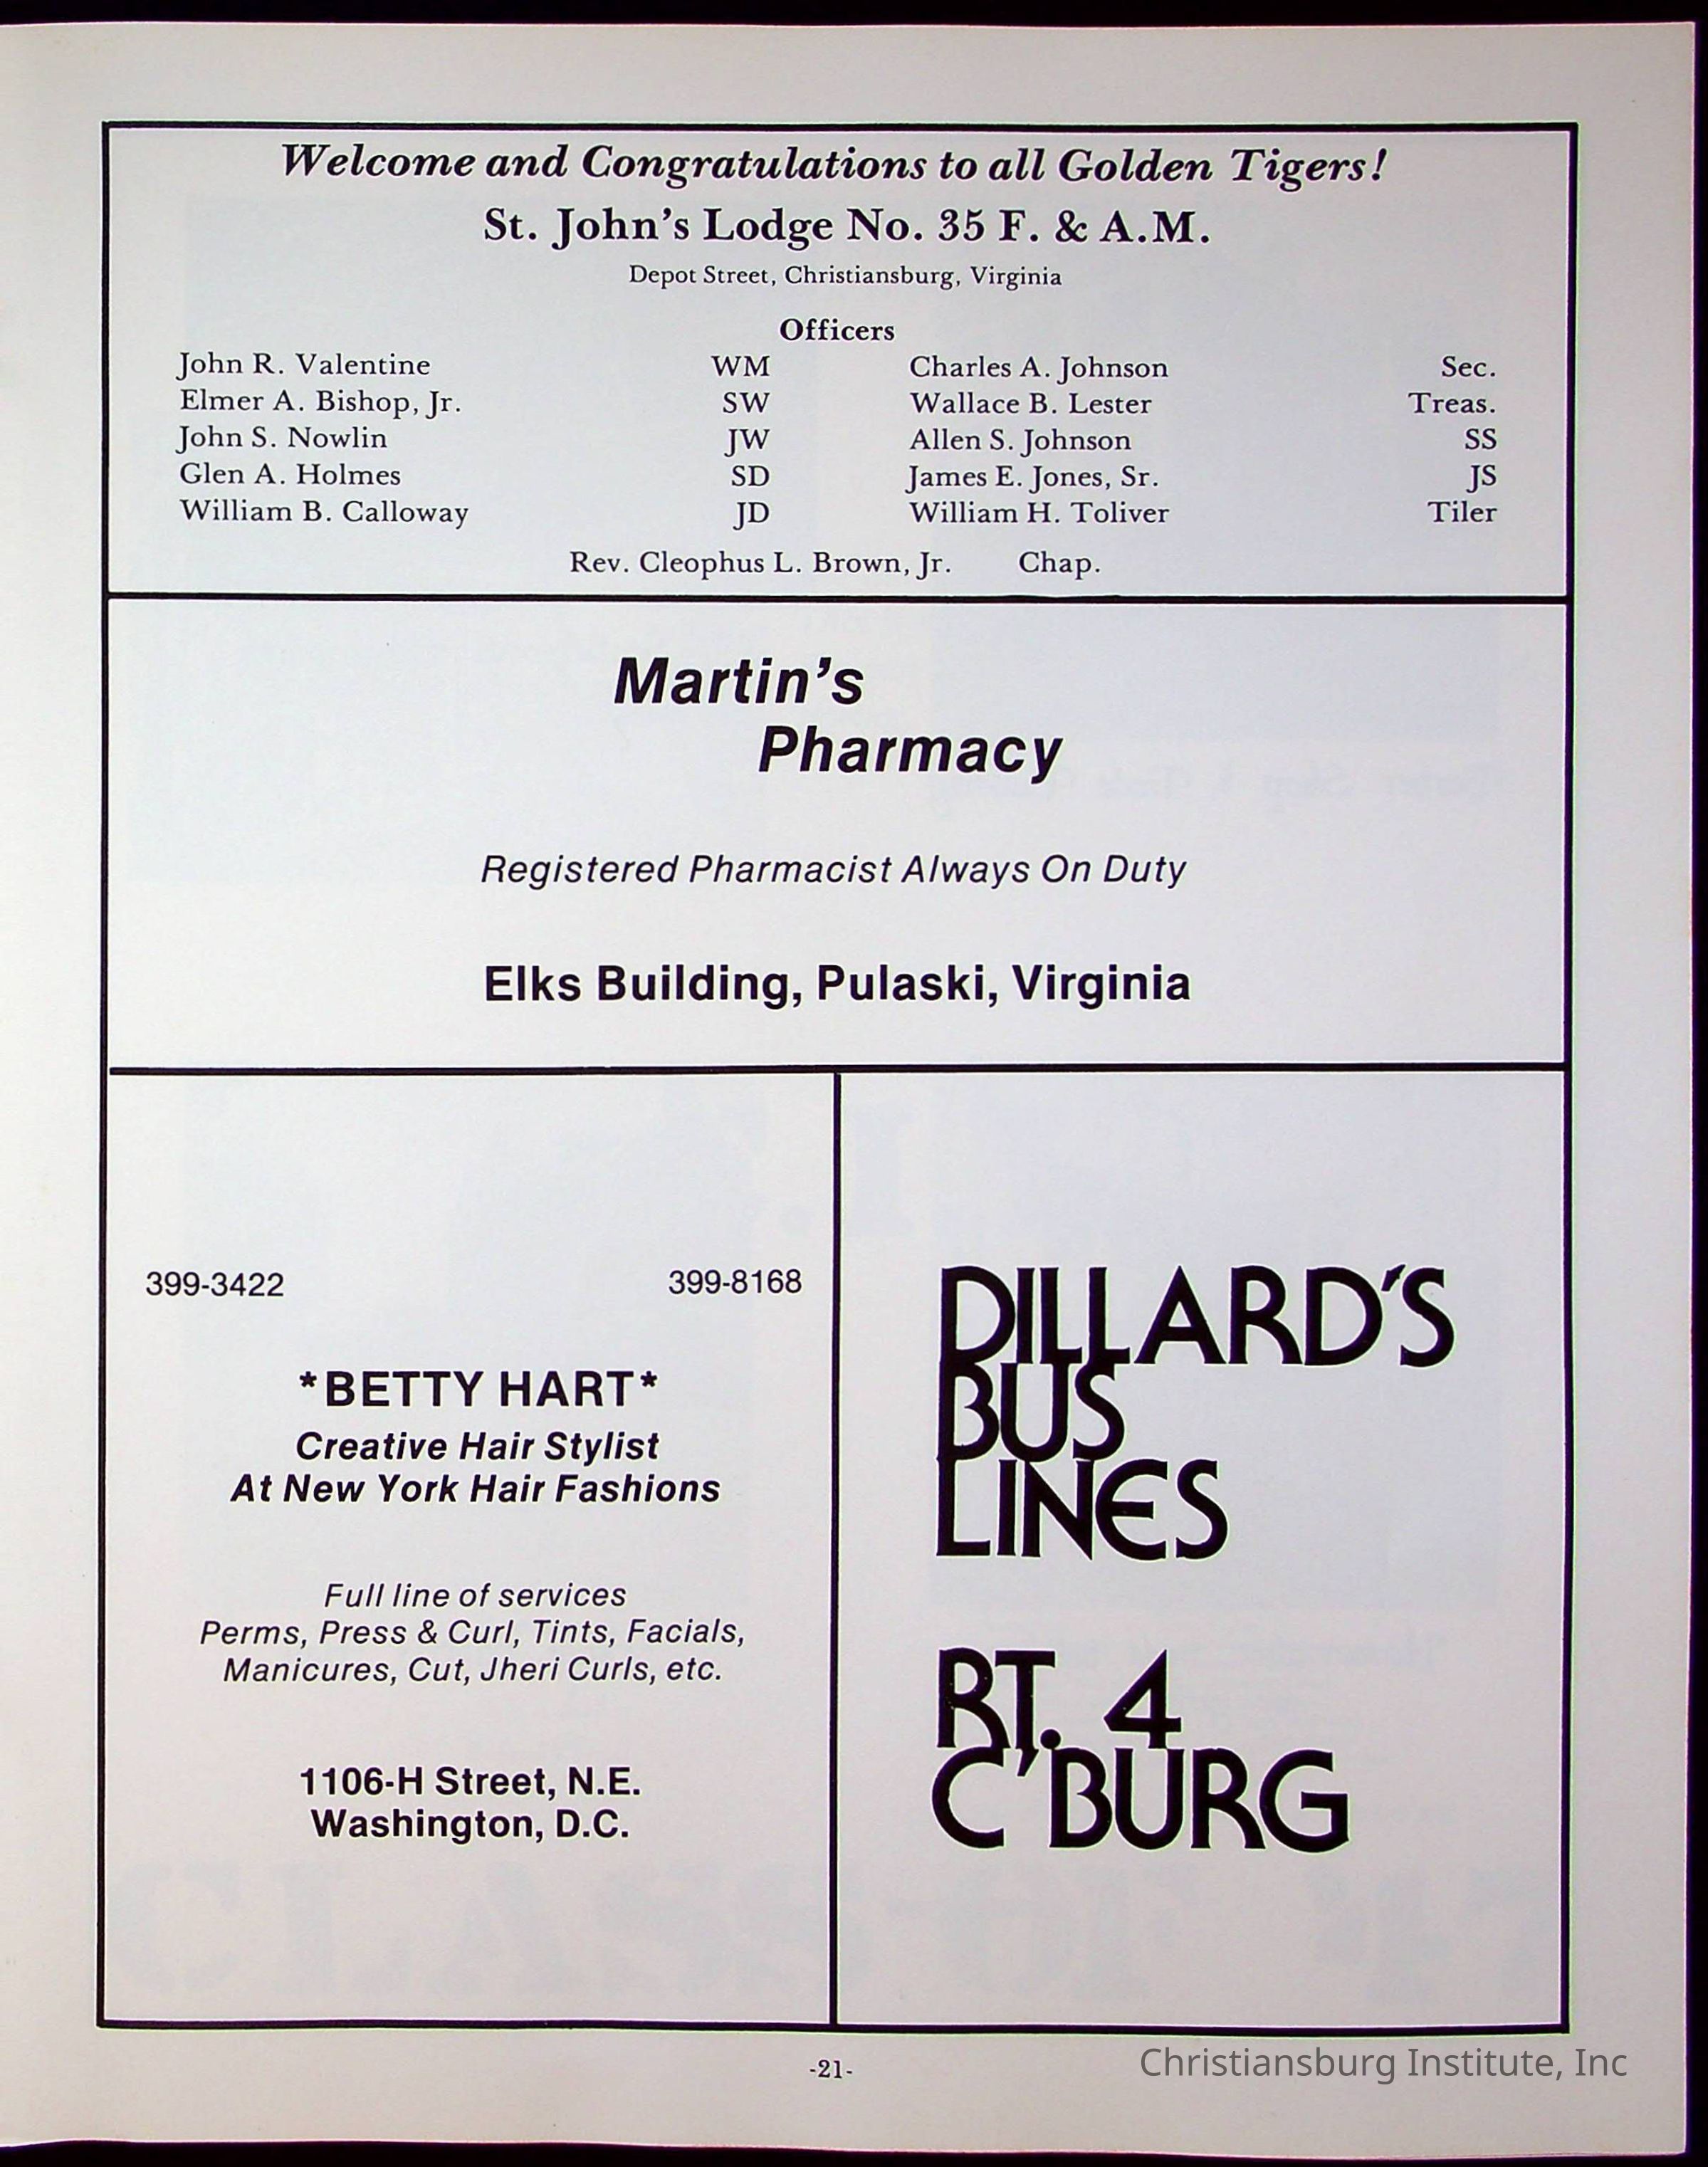 Welcome and Congratulations to all Golden Tigers!
St. John's Lodge No. 35 F. & A.M.
Depot Street, Christiansburg, Virginia
Officers
John R. Valentine WM Charles A. Johnson Sec.
Elmer A. Bishop, Jr. SW Wallace B. Lester Treas.
John S. Nowlin JW Allen S. Johnson SS
Glen A. Holmes SD James E. Jones, Sr. JS
William B. Calloway JD William H. Toliver Tiler
Rev. Cleophus L. Brown, Jr. Chap.
Martin's
Pharmacy
Registered Pharmacist Always On Duty
Elks Building, Pulaski, Virginia
399-3422 399-8168
*BETTY HART*
Creative Hair Stylist
At New York Hair Fashions
Full line of services
Perms, Press & Curl, Tints, Facials,
Manicures, Cut, Jheri Curls, etc.
1106-H Street, N.E.
Washington, D.C.
DILLARD'S
BUS
LINES
RT. 4
C'BURG
-21-
Christiansburg Institute, Inc